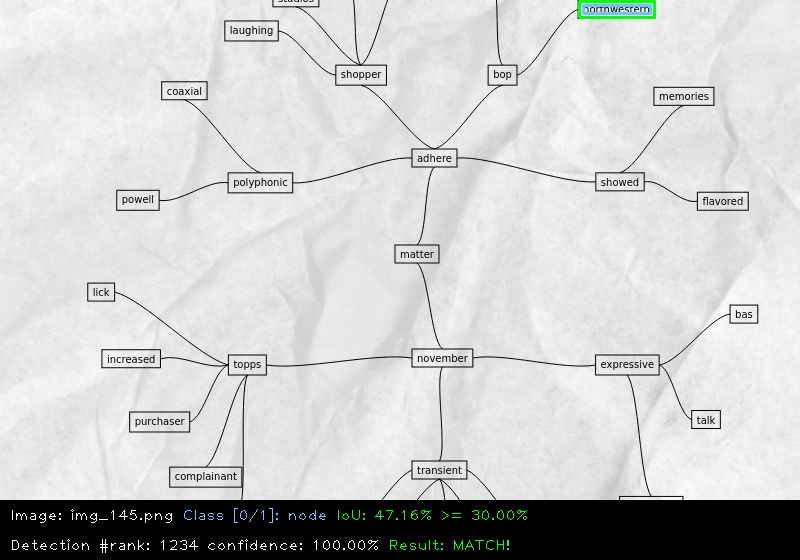 studios
northwestern
laughing
shopper
bop
coaxial
memories
adhere
polyphonic
showed
powell
flavored
matter
lick
bas
increased
topps
november
expressive
purchaser
talk
complainant
transient
Image: img_145.png Class [0/1]: node IoU: 47.16% >= 30.00%
Detection #rank: 1234 confidence: 100.00% Result: MATCH!